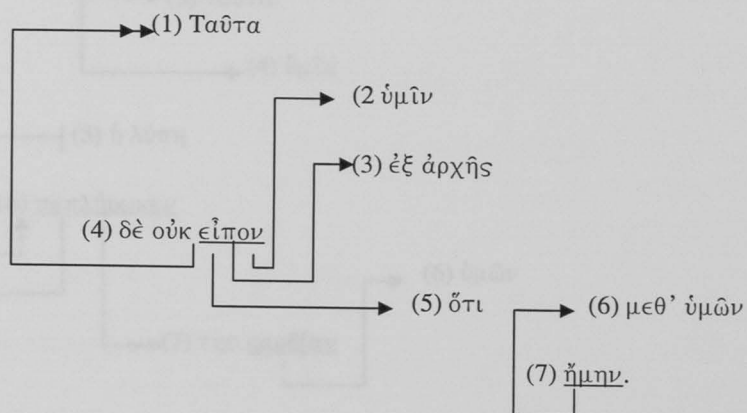 (1) Ταῦτα
(2 ὑμῖν
(3) ἐξ ἀρχῆς
(4) δὲ οὐκ εἶπον
(5) ὅτι
(6) μεθ’ ὑμῶν
(7) ἤμην.